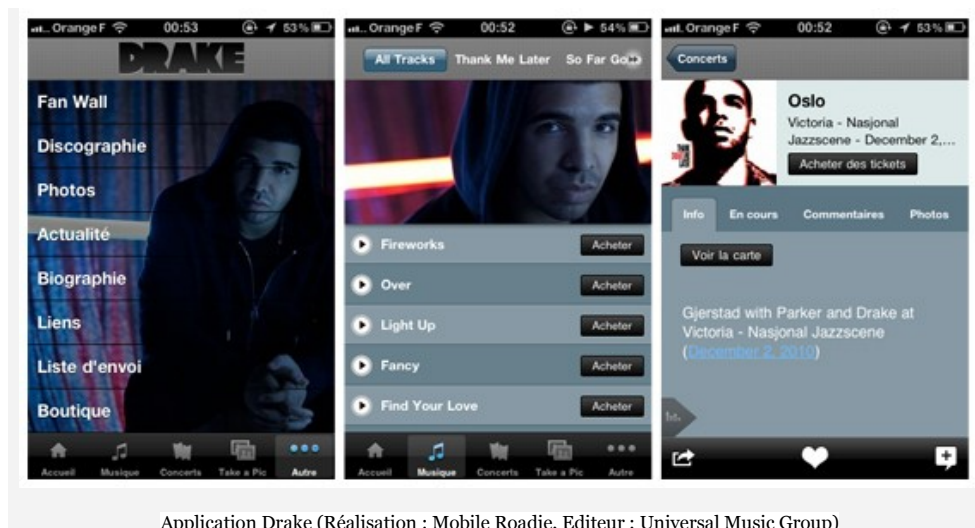 Orange F 00:53 53%
DRAKE
Fan Wall
Discographie
Photos
Actualité
Biographie
Liens
Liste d'envoi
Boutique
Accueil Musique Concerts Take a Pic Autre
Orange F 00:52 54%
All Tracks Thank Me Later So Far
Fireworks Acheter
Over Acheter
Light Up Acheter
Fancy Acheter
Find Your Love Acheter
Accueil Musique Concerts Take a Pic Autre
Orange F 00:52 53%
Concerts
Oslo
Victoria - Nasjonal
Jazzscene - December 2,...
Acheter des tickets
Info En cours Commentaires Photos
Voir la carte
Gjerstad with Parker and Drake at
Victoria - Nasjonal Jazzscene
(December 2, 2010)
Application Drake (Réalisation : Mobile Roadie, Editeur : Universal Music Group)